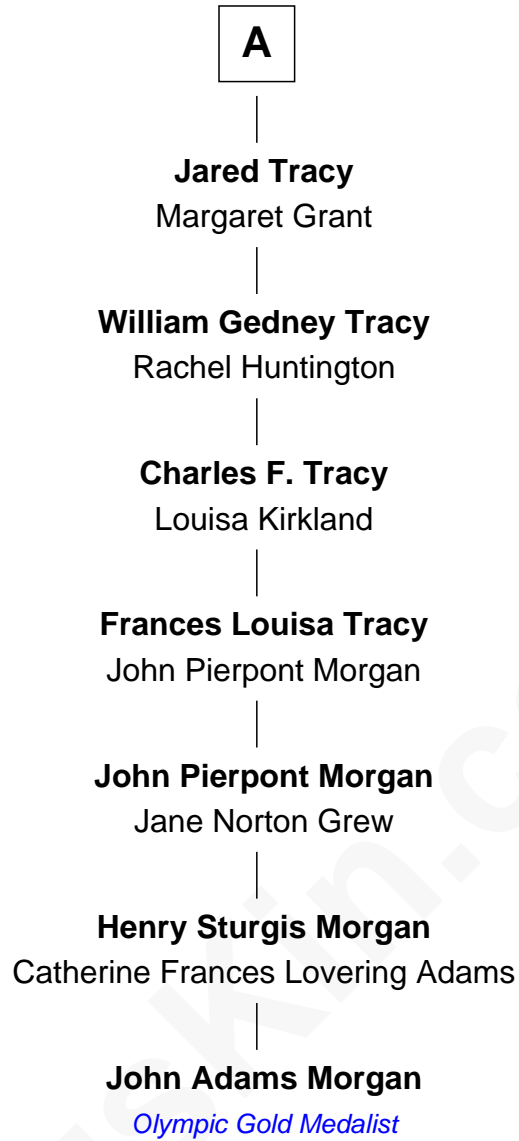 A
Jared Tracy
Margaret Grant
William Gedney Tracy
Rachel Huntington
Charles F. Tracy
Louisa Kirkland
Frances Louisa Tracy
John Pierpont Morgan
John Pierpont Morgan
Jane Norton Grew
Henry Sturgis Morgan
Catherine Frances Lovering Adams
John Adams Morgan
Olympic Gold Medalist